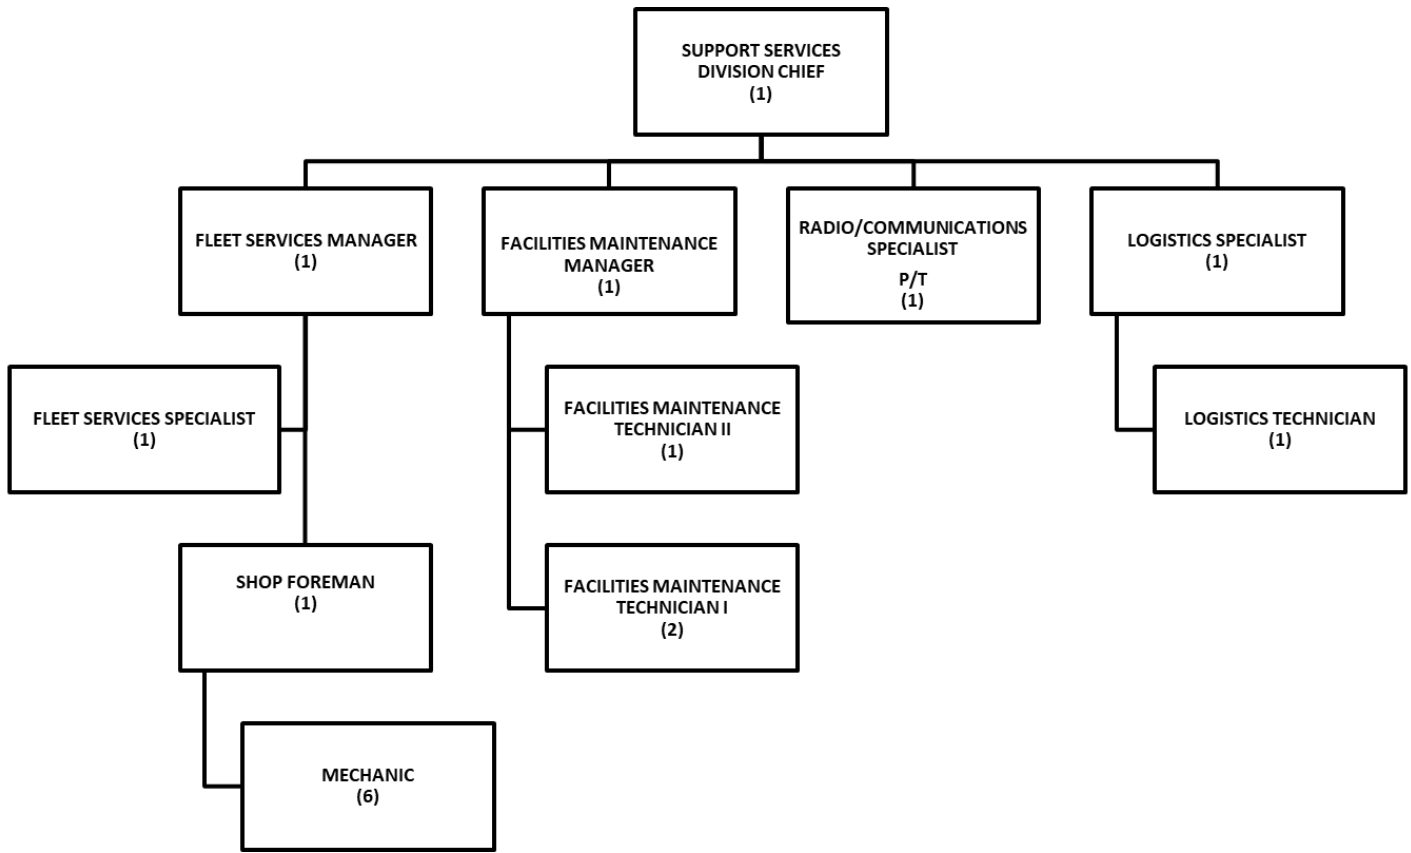 SUPPORT SERVICES
DIVISION CHIEF
(1)
FLEET SERVICES MANAGER
(1)
FACILITIES MAINTENANCE
MANAGER
(1)
RADIO/COMMUNICATIONS
SPECIALIST
P/T
(1)
LOGISTICS SPECIALIST
(1)
FLEET SERVICES SPECIALIST
(1)
FACILITIES MAINTENANCE
TECHNICIAN II
(1)
LOGISTICS TECHNICIAN
(1)
SHOP FOREMAN
(1)
FACILITIES MAINTENANCE
TECHNICIAN I
(2)
MECHANIC
(6)